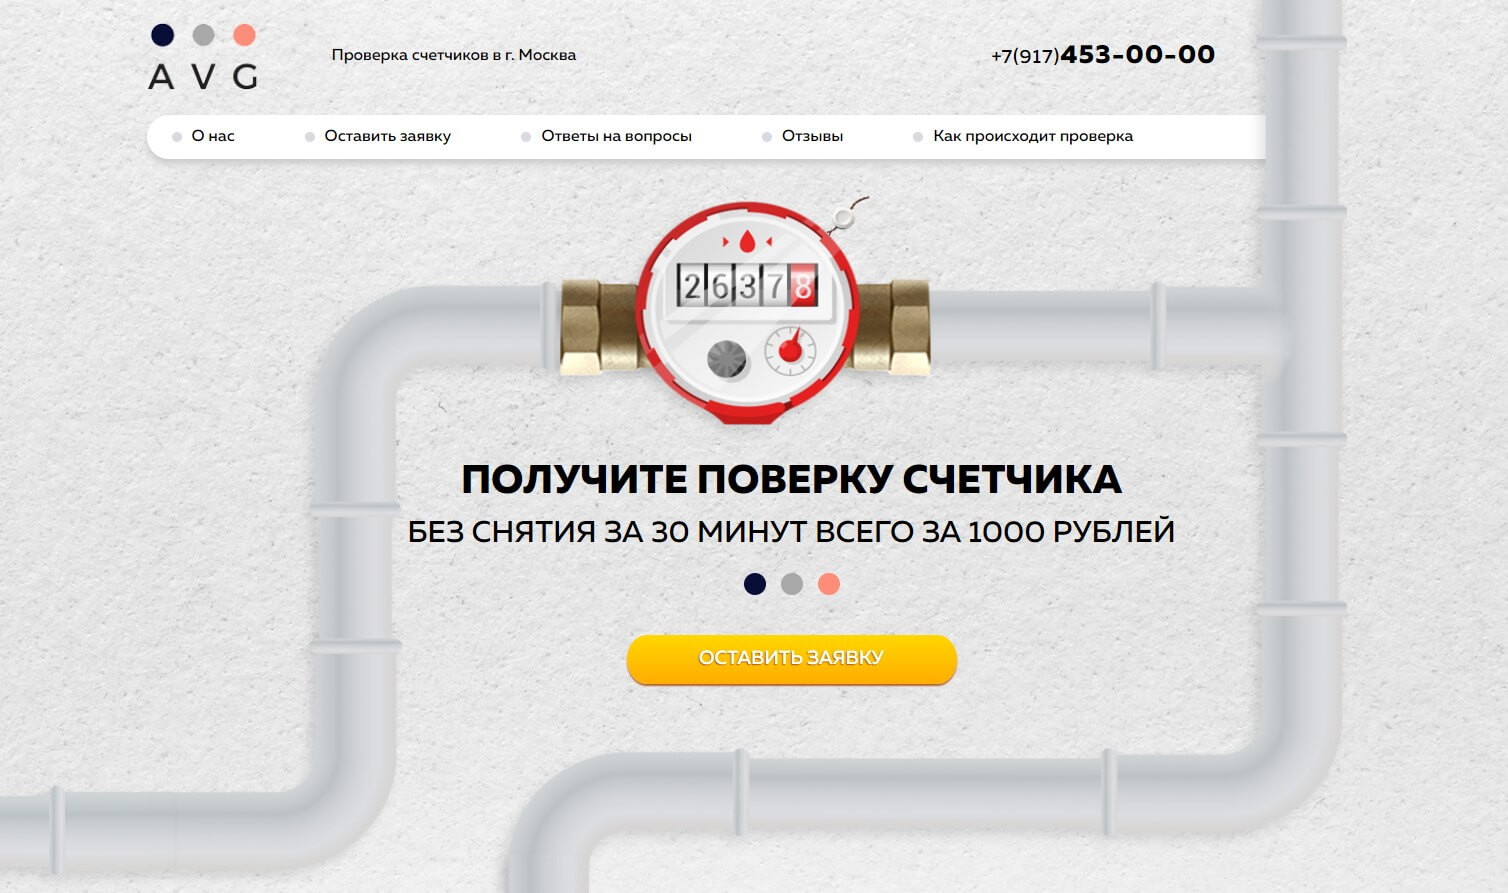 AVG
Проверка счетчиков в г. Москва
+7(917)453-00-00
О нас
Оставить заявку
Ответы на вопросы
Отзывы
Как происходит проверка
26378
ПОЛУЧИТЕ ПОВЕРКУ СЧЕТЧИКА
БЕЗ СНЯТИЯ ЗА 30 МИНУТ ВСЕГО ЗА 1000 РУБЛЕЙ
ОСТАВИТЬ ЗАЯВКУ